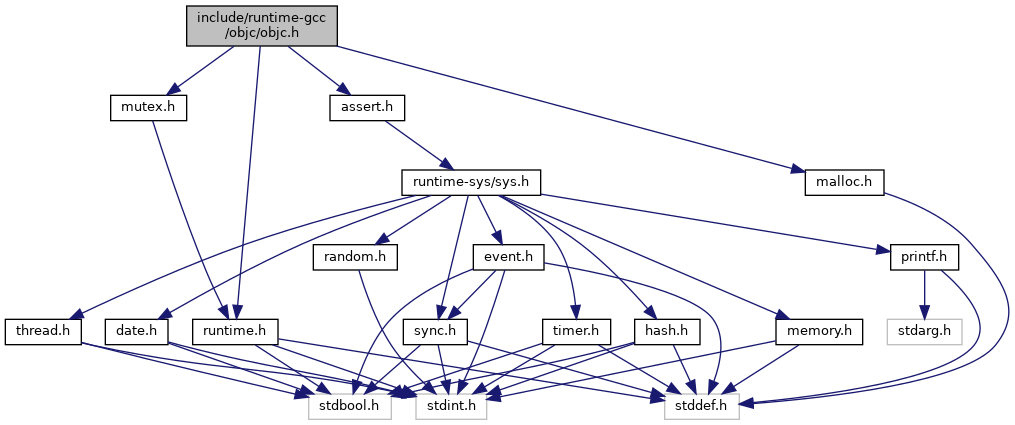 include/runtime-gcc
/objc/objc.h
mutex.h
assert.h
malloc.h
runtime-sys/sys.h
random.h
event.h
printf.h
thread.h
date.h
runtime.h
sync.h
timer.h
hash.h
memory.h
stdarg.h
stdbool.h
stdint.h
stddef.h